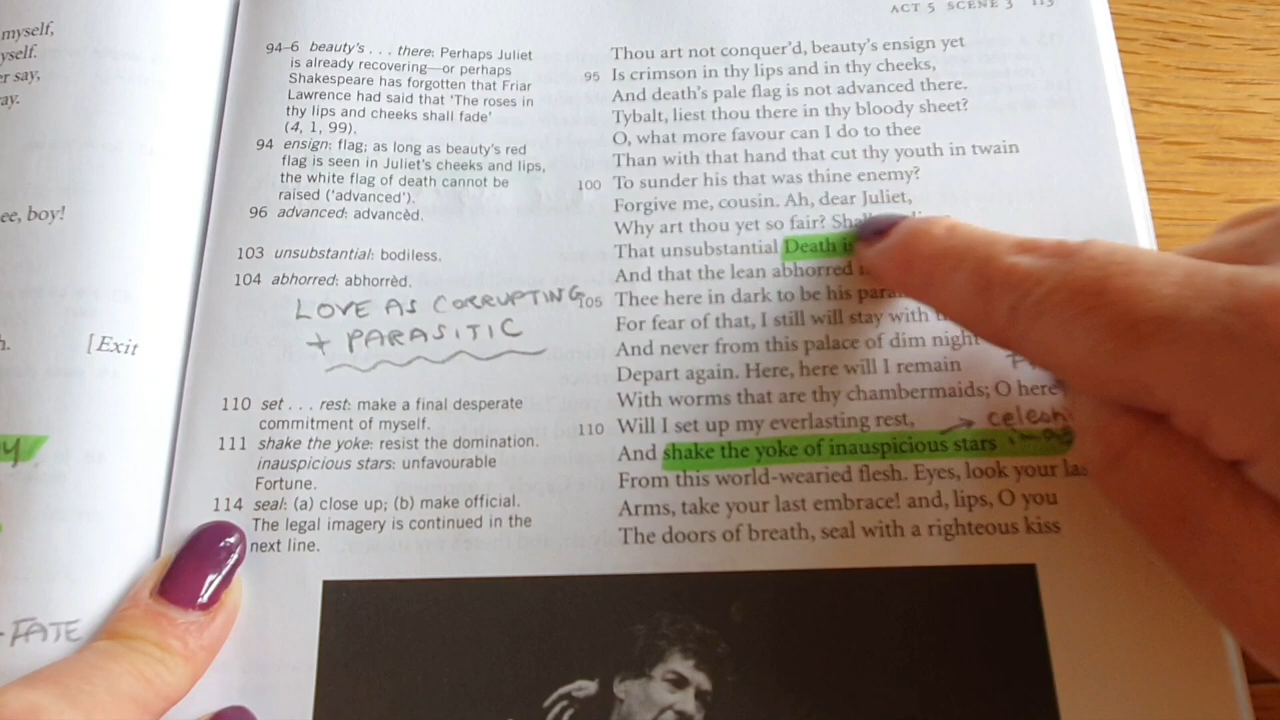 myself,
yself.
er say,
ay.
ee, boy!
[Exit
FATE
ACT 5 SCENE 3 113
94–6 beauty's . . . there: Perhaps Juliet
is already recovering—or perhaps
Shakespeare has forgotten that Friar
Lawrence had said that 'The roses in
thy lips and cheeks shall fade'
(4, 1, 99).
94 ensign: flag; as long as beauty's red
flag is seen in Juliet's cheeks and lips,
the white flag of death cannot be
raised ('advanced').
96 advanced: advancèd.
103 unsubstantial: bodiless.
104 abhorred: abhorrèd.
LOVE AS CORRUPTING
+ PARASITIC
110 set . . . rest: make a final desperate
commitment of myself.
111 shake the yoke: resist the domination.
inauspicious stars: unfavourable
Fortune.
114 seal: (a) close up; (b) make official.
The legal imagery is continued in the
next line.
Thou art not conquer'd, beauty's ensign yet
95 Is crimson in thy lips and in thy cheeks,
And death's pale flag is not advanced there.
Tybalt, liest thou there in thy bloody sheet?
O, what more favour can I do to thee
Than with that hand that cut thy youth in twain
100 To sunder his that was thine enemy?
Forgive me, cousin. Ah, dear Juliet,
Why art thou yet so fair?
That unsubstantial Death is
And that the lean abhorred
105 Thee here in dark to be his
For fear of that, I still will stay with
And never from this palace of dim night
Depart again. Here, here will I remain
With worms that are thy chambermaids; O here
110 Will I set up my everlasting rest,
And shake the yoke of inauspicious stars
From this world-wearied flesh. Eyes, look your
Arms, take your last embrace! and, lips, O you
The doors of breath, seal with a righteous kiss